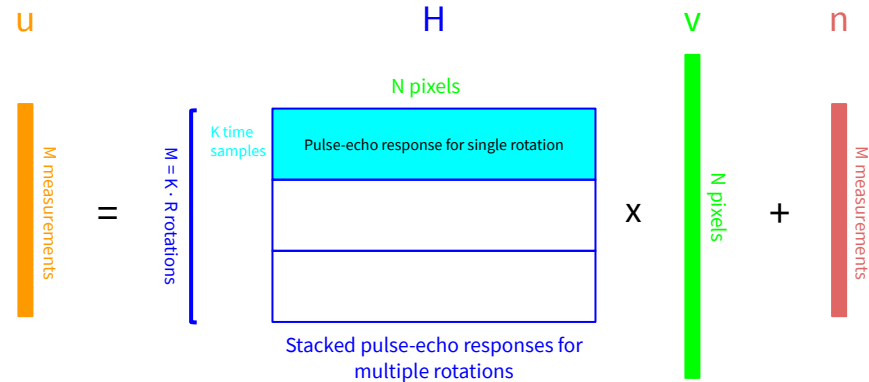 u
H
v
n
N pixels
M measurements
=
M = K · R rotations
K time
samples
Pulse-echo response for single rotation
x
N pixels
+
M measurements
Stacked pulse-echo responses for
multiple rotations